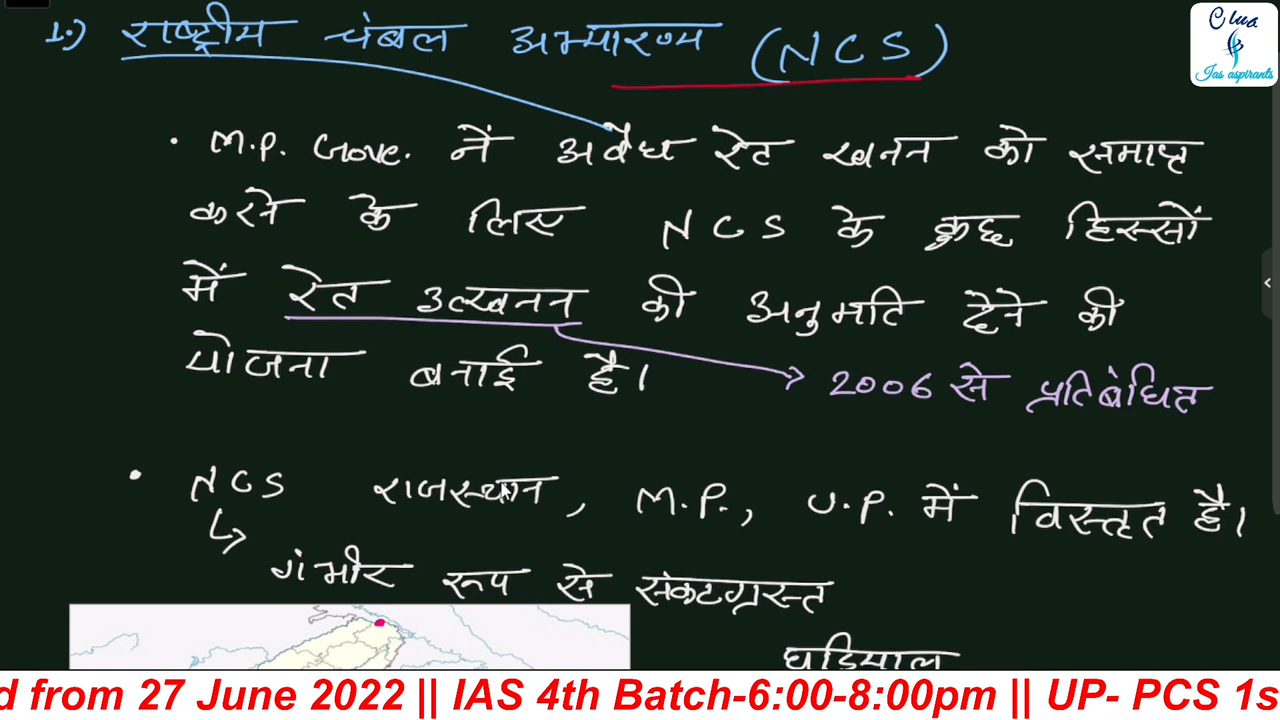 1.) राष्ट्रीय चंबल अभ्यारण्य (NCS)
Clue
Ias aspirants
• M.P. Gove. नें अवैध रेट खनन को समाप्त
करने के लिए NCS के कुछ हिस्सों
में रेत उत्खनन की अनुमति देने की
योजना बनाई है।
→ 2006 से प्रतिबंधित
• NCS राजस्थान, M.P., U.P. में विस्तृत है।
↳ गंभीर रूप से संकटग्रस्त
घडियाल
d from 27 June 2022 || IAS 4th Batch-6:00-8:00pm || UP- PCS 1s